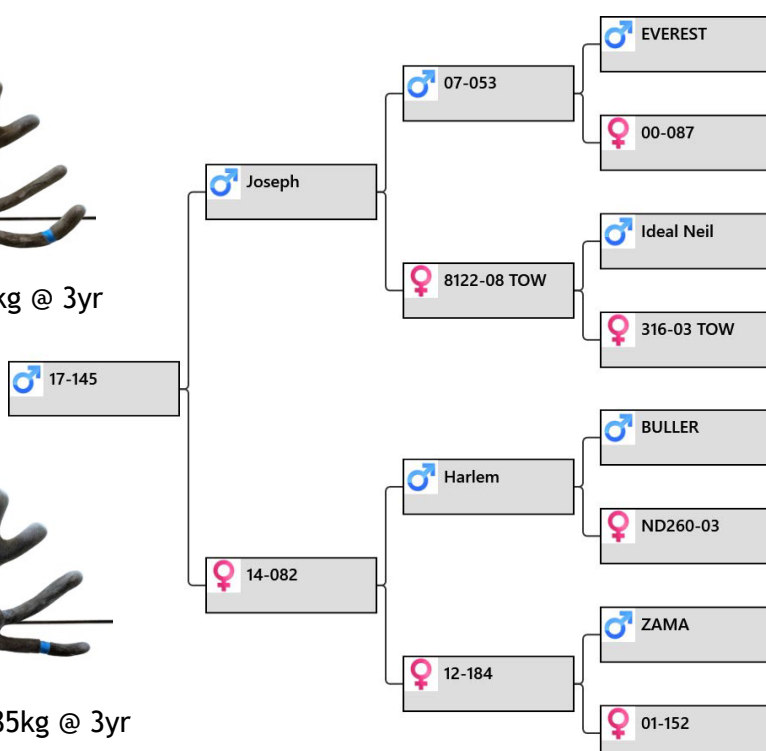 EVEREST
07-053
00-087
Joseph
Ideal Neil
8122-08 TOW
kg @ 3yr
316-03 TOW
17-145
BULLER
Harlem
ND260-03
14-082
ZAMA
12-184
35kg @ 3yr
01-152